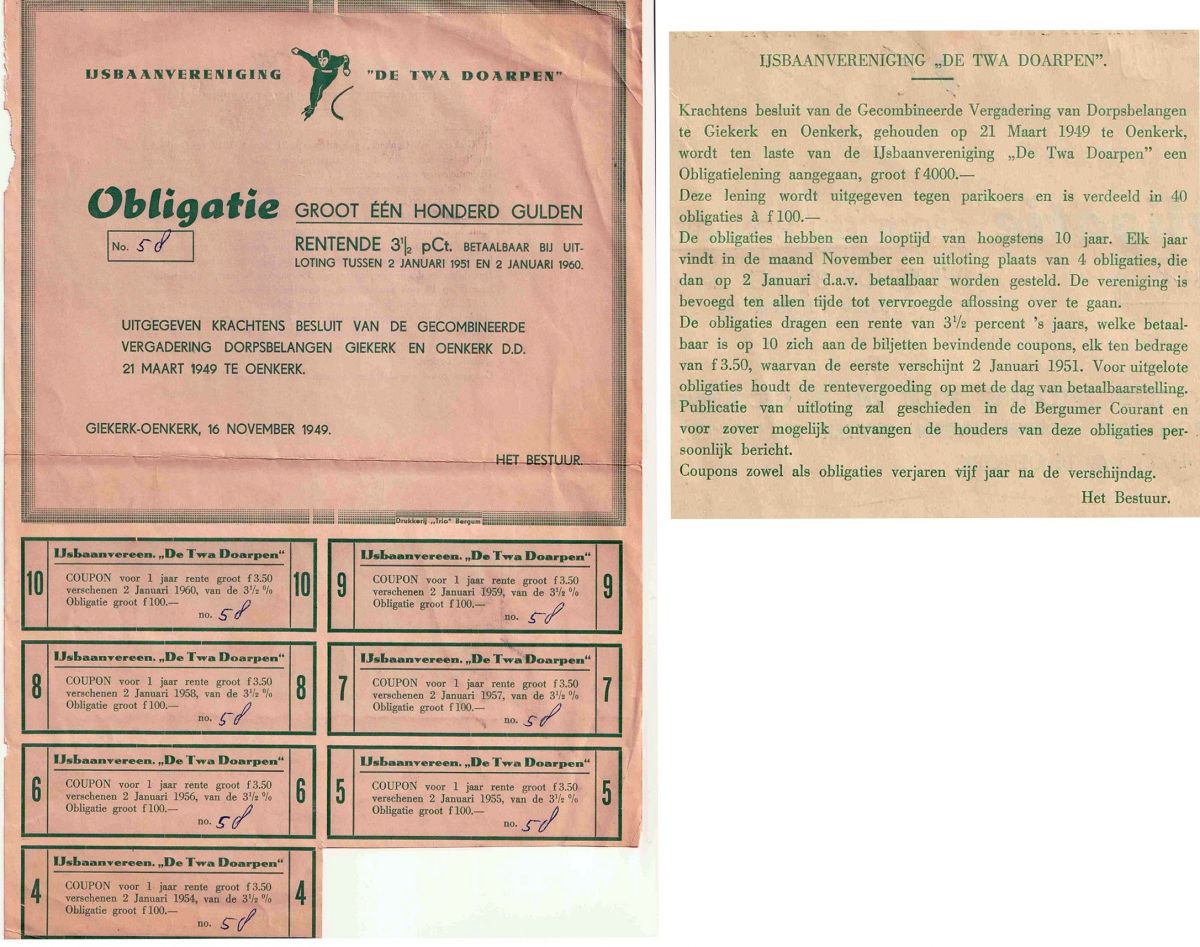 IJSBAANVERENIGING "DE TWA DOARPEN"
Obligatie GROOT ÉÉN HONDERD GULDEN
No. 58
RENTENDE 3½ pCt. BETAALBAAR BIJ UIT-
LOTING TUSSEN 2 JANUARI 1951 EN 2 JANUARI 1960.
UITGEGEVEN KRACHTENS BESLUIT VAN DE GECOMBINEERDE
VERGADERING DORPSBELANGEN GIEKERK EN OENKERK D.D.
21 MAART 1949 TE OENKERK.
GIEKERK-OENKERK, 16 NOVEMBER 1949.
HET BESTUUR.
Drukkerij „Trio" Bergum
10 IJsbaanvereen. „De Twa Doarpen" 10
COUPON voor 1 jaar rente groot f 3.50
verschenen 2 Januari 1960, van de 3½ %
Obligatie groot f 100.—
no. 58
9 IJsbaanvereen. „De Twa Doarpen" 9
COUPON voor 1 jaar rente groot f 3.50
verschenen 2 Januari 1959, van de 3½ %
Obligatie groot f 100.—
no. 58
8 IJsbaanvereen. „De Twa Doarpen" 8
COUPON voor 1 jaar rente groot f 3.50
verschenen 2 Januari 1958, van de 3½ %
Obligatie groot f 100.—
no. 58
7 IJsbaanvereen. „De Twa Doarpen" 7
COUPON voor 1 jaar rente groot f 3.50
verschenen 2 Januari 1957, van de 3½ %
Obligatie groot f 100.—
no. 58
6 IJsbaanvereen. „De Twa Doarpen" 6
COUPON voor 1 jaar rente groot f 3.50
verschenen 2 Januari 1956, van de 3½ %
Obligatie groot f 100.—
no. 58
5 IJsbaanvereen. „De Twa Doarpen" 5
COUPON voor 1 jaar rente groot f 3.50
verschenen 2 Januari 1955, van de 3½ %
Obligatie groot f 100.—
no. 58
4 IJsbaanvereen. „De Twa Doarpen" 4
COUPON voor 1 jaar rente groot f 3.50
verschenen 2 Januari 1954, van de 3½ %
Obligatie groot f 100.—
no. 58
IJSBAANVERENIGING „DE TWA DOARPEN".
Krachtens besluit van de Gecombineerde Vergadering van Dorpsbelangen
te Giekerk en Oenkerk, gehouden op 21 Maart 1949 te Oenkerk,
wordt ten laste van de IJsbaanvereniging „De Twa Doarpen" een
Obligatielening aangegaan, groot f 4000.—
Deze lening wordt uitgegeven tegen parikoers en is verdeeld in 40
obligaties à f 100.—
De obligaties hebben een looptijd van hoogstens 10 jaar. Elk jaar
vindt in de maand November een uitloting plaats van 4 obligaties, die
dan op 2 Januari d.a.v. betaalbaar worden gesteld. De vereniging is
bevoegd ten allen tijde tot vervroegde aflossing over te gaan.
De obligaties dragen een rente van 3½ percent 's jaars, welke betaal-
baar is op 10 zich aan de biljetten bevindende coupons, elk ten bedrage
van f 3.50, waarvan de eerste verschijnt 2 Januari 1951. Voor uitgelote
obligaties houdt de rentevergoeding op met de dag van betaalbaarstelling.
Publicatie van uitloting zal geschieden in de Bergumer Courant en
voor zover mogelijk ontvangen de houders van deze obligaties per-
soonlijk bericht.
Coupons zowel als obligaties verjaren vijf jaar na de verschijndag.
Het Bestuur.